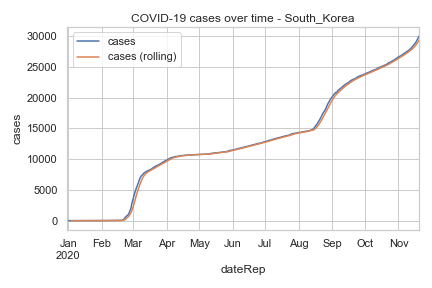 COVID-19 cases over time - South_Korea
cases
cases (rolling)
30000
25000
20000
15000
10000
5000
0
cases
Jan Feb Mar Apr May Jun Jul Aug Sep Oct Nov
2020
dateRep